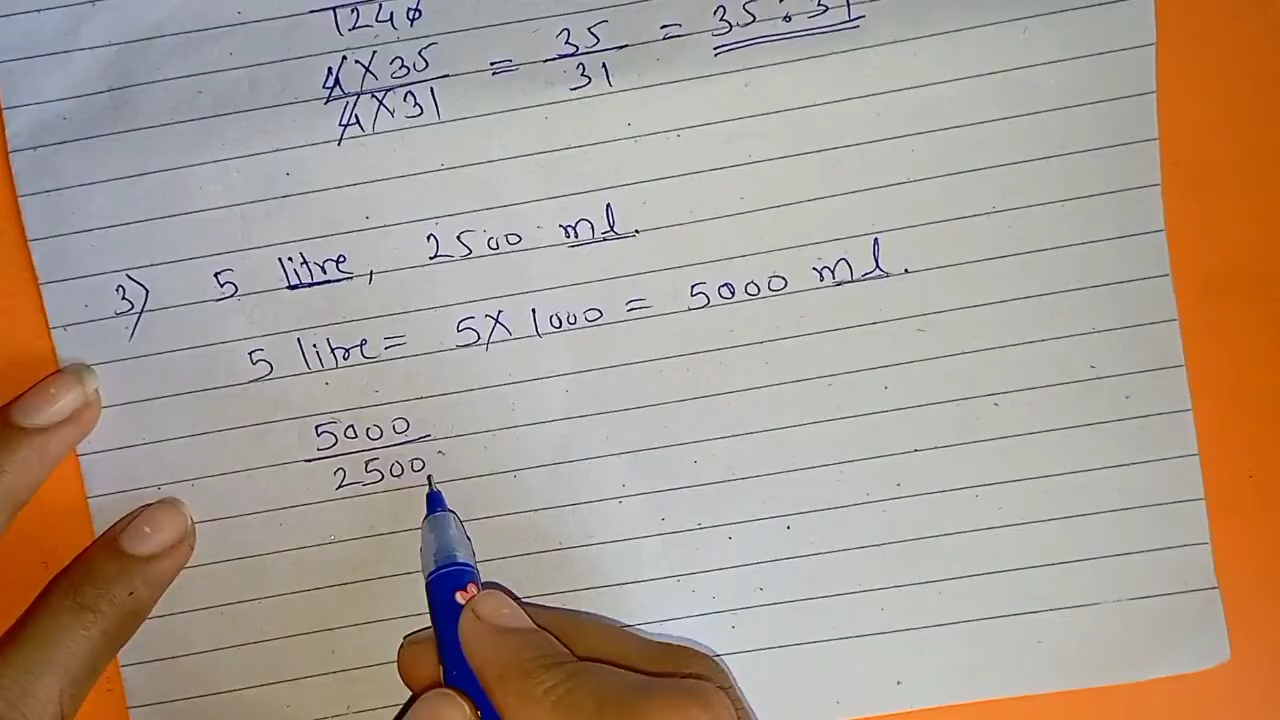 1240
4 X 35 / 4 X 31 = 35 / 31 = 35 : 31
3) 5 litre, 2500 ml.
5 litre = 5 X 1000 = 5000 ml.
5000
2500